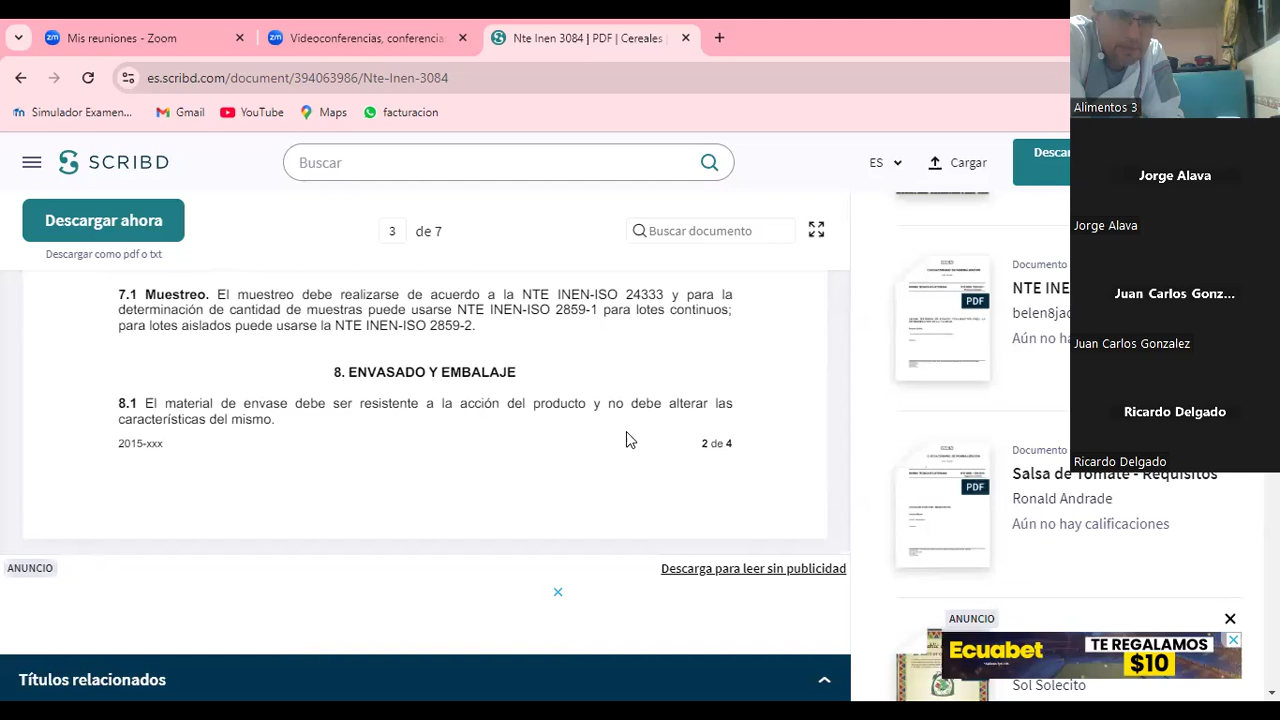 Mis reuniones - Zoom
Videoconferencias, conferencia
Nte Inen 3084 | PDF | Cereales
es.scribd.com/document/394063986/Nte-Inen-3084
Simulador Examen...
Gmail
YouTube
Maps
facturacion
SCRIBD
Buscar
ES
Cargar
Descar
Descargar ahora
Descargar como pdf o txt
3 de 7
Buscar documento
7.1 Muestreo. El muestreo debe realizarse de acuerdo a la NTE INEN-ISO 24333 y para la
determinación de cantidad de muestras puede usarse NTE INEN-ISO 2859-1 para lotes continuos;
para lotes aislados podrá usarse la NTE INEN-ISO 2859-2.
8. ENVASADO Y EMBALAJE
8.1 El material de envase debe ser resistente a la acción del producto y no debe alterar las
características del mismo.
2015-xxx
2 de 4
ANUNCIO
Descarga para leer sin publicidad
Títulos relacionados
PDF
Documento
NTE INE
belen8jac
Aún no ha
PDF
Documento
Salsa de Tomate - Requisitos
Ronald Andrade
Aún no hay calificaciones
ANUNCIO
Ecuabet
TE REGALAMOS
$10
Sol Solecito
Alimentos 3
Jorge Alava
Jorge Alava
Juan Carlos Gonz...
Juan Carlos Gonzalez
Ricardo Delgado
Ricardo Delgado